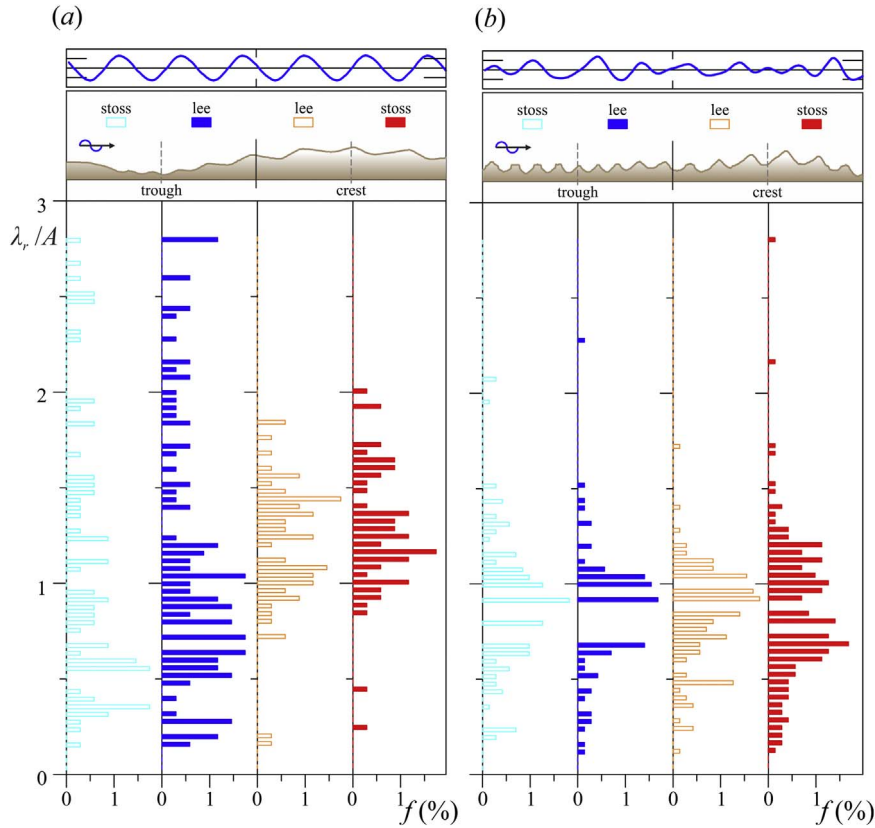 (a)
stoss lee lee stoss
trough crest
3
λr /A
2
1
0
0 1 0 1 0 1 0 1 f (%)
(b)
stoss lee lee stoss
trough crest
0 1 0 1 0 1 0 1 f (%)